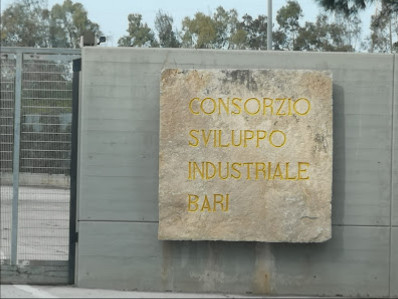 CONSORZIO
SVILUPPO
INDUSTRIALE
BARI